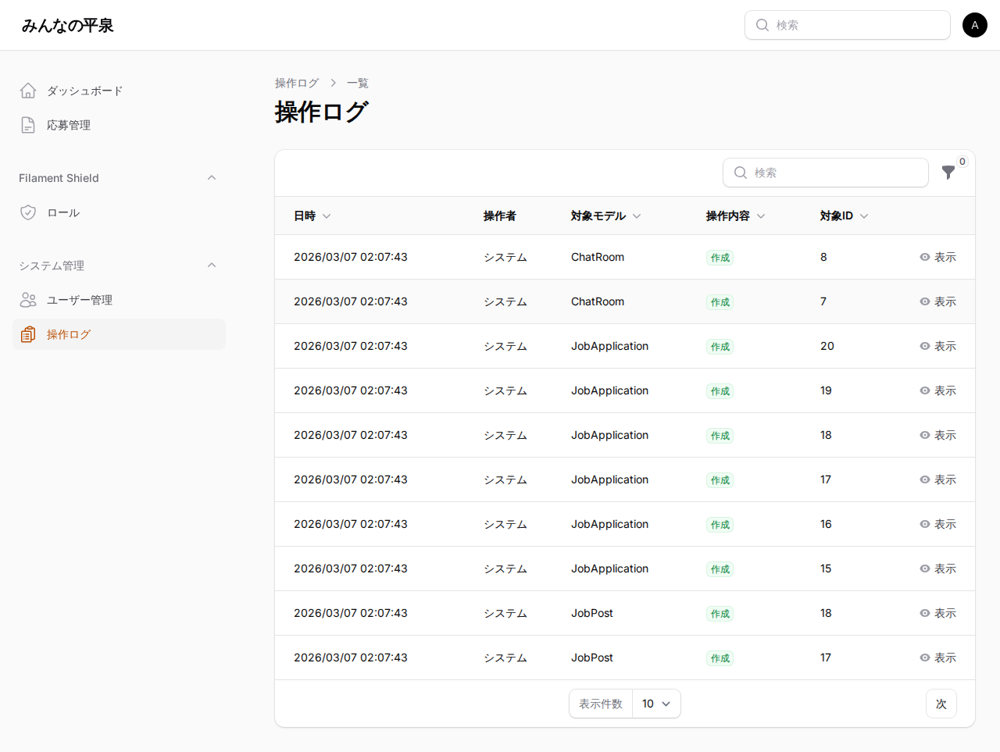 みんなの平泉
検索
A
ダッシュボード
応募管理
Filament Shield
ロール
システム管理
ユーザー管理
操作ログ
操作ログ 一覧
操作ログ
検索
0
日時 操作者 対象モデル 操作内容 対象ID
2026/03/07 02:07:43 システム ChatRoom 作成 8 表示
2026/03/07 02:07:43 システム ChatRoom 作成 7 表示
2026/03/07 02:07:43 システム JobApplication 作成 20 表示
2026/03/07 02:07:43 システム JobApplication 作成 19 表示
2026/03/07 02:07:43 システム JobApplication 作成 18 表示
2026/03/07 02:07:43 システム JobApplication 作成 17 表示
2026/03/07 02:07:43 システム JobApplication 作成 16 表示
2026/03/07 02:07:43 システム JobApplication 作成 15 表示
2026/03/07 02:07:43 システム JobPost 作成 18 表示
2026/03/07 02:07:43 システム JobPost 作成 17 表示
表示件数 10 次